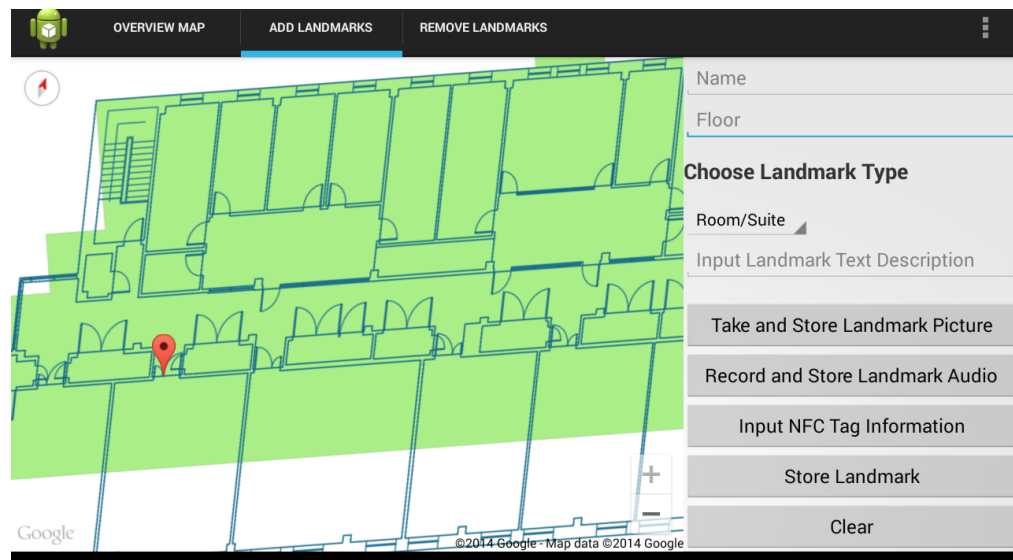 OVERVIEW MAP
ADD LANDMARKS
REMOVE LANDMARKS
Name
Floor
Choose Landmark Type
Room/Suite
Input Landmark Text Description
Take and Store Landmark Picture
Record and Store Landmark Audio
Input NFC Tag Information
Store Landmark
Clear
+
−
Google
©2014 Google - Map data ©2014 Google